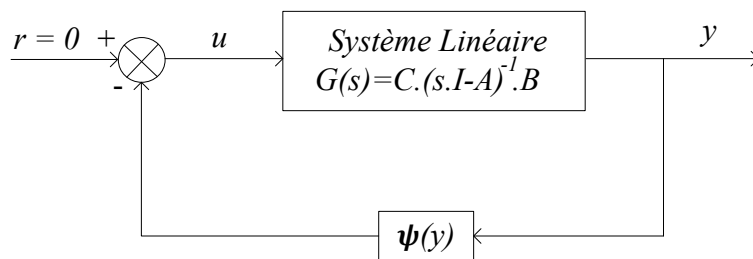 r = 0
+
-
u
Système Linéaire
G(s)=C.(s.I-A)⁻¹.B
y
ψ(y)